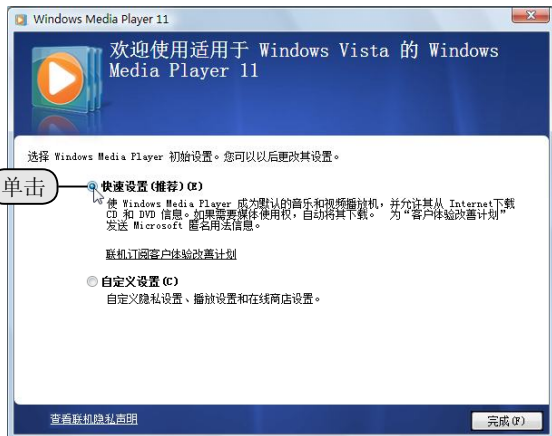 Windows Media Player 11
欢迎使用适用于 Windows Vista 的 Windows
Media Player 11
选择 Windows Media Player 初始设置。您可以以后更改其设置。
单击
快速设置(推荐)(E)
使 Windows Media Player 成为默认的音乐和视频播放机，并允许其从 Internet下载
CD 和 DVD 信息。如果需要媒体使用权，自动将其下载。 为“客户体验改善计划”
发送 Microsoft 匿名用法信息。
联机订阅客户体验改善计划
自定义设置(C)
自定义隐私设置、播放设置和在线商店设置。
查看联机隐私声明
完成(F)